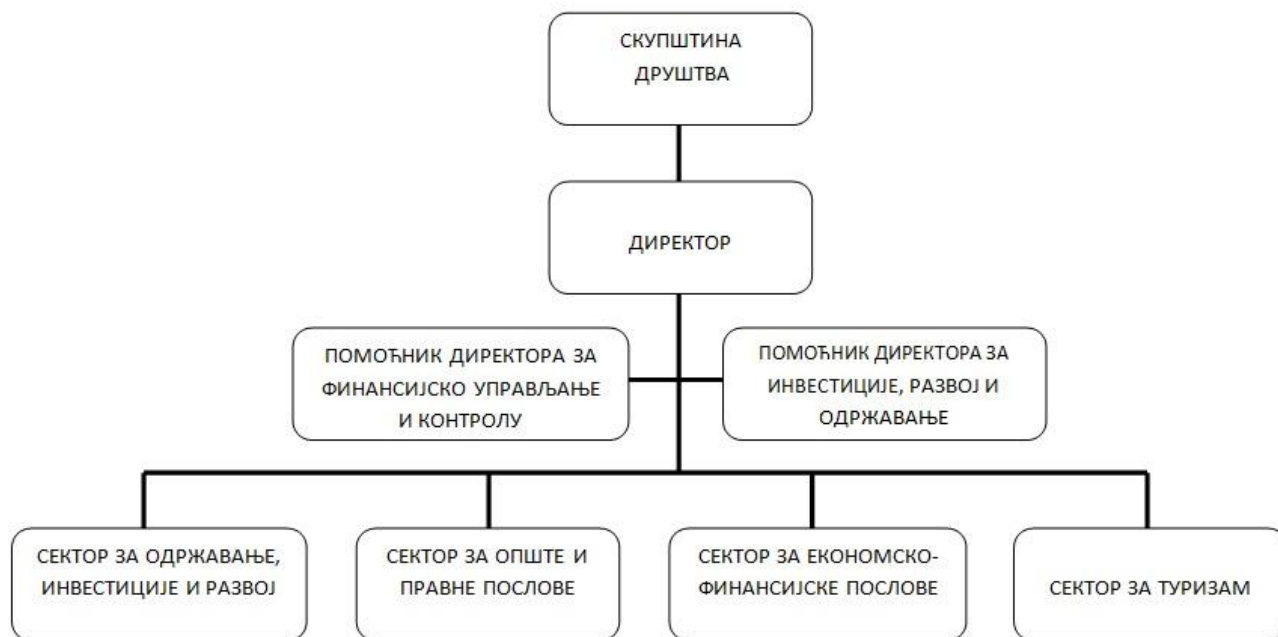 СКУПШТИНА
ДРУШТВА
ДИРЕКТОР
ПОМОЋНИК ДИРЕКТОРА ЗА
ФИНАНСИЈСКО УПРАВЉАЊЕ
И КОНТРОЛУ
ПОМОЋНИК ДИРЕКТОРА ЗА
ИНВЕСТИЦИЈЕ, РАЗВОЈ И
ОДРЖАВАЊЕ
СЕКТОР ЗА ОДРЖАВАЊЕ,
ИНВЕСТИЦИЈЕ И РАЗВОЈ
СЕКТОР ЗА ОПШТЕ И
ПРАВНЕ ПОСЛОВЕ
СЕКТОР ЗА ЕКОНОМСКО-
ФИНАНСИЈСКЕ ПОСЛОВЕ
СЕКТОР ЗА ТУРИЗАМ